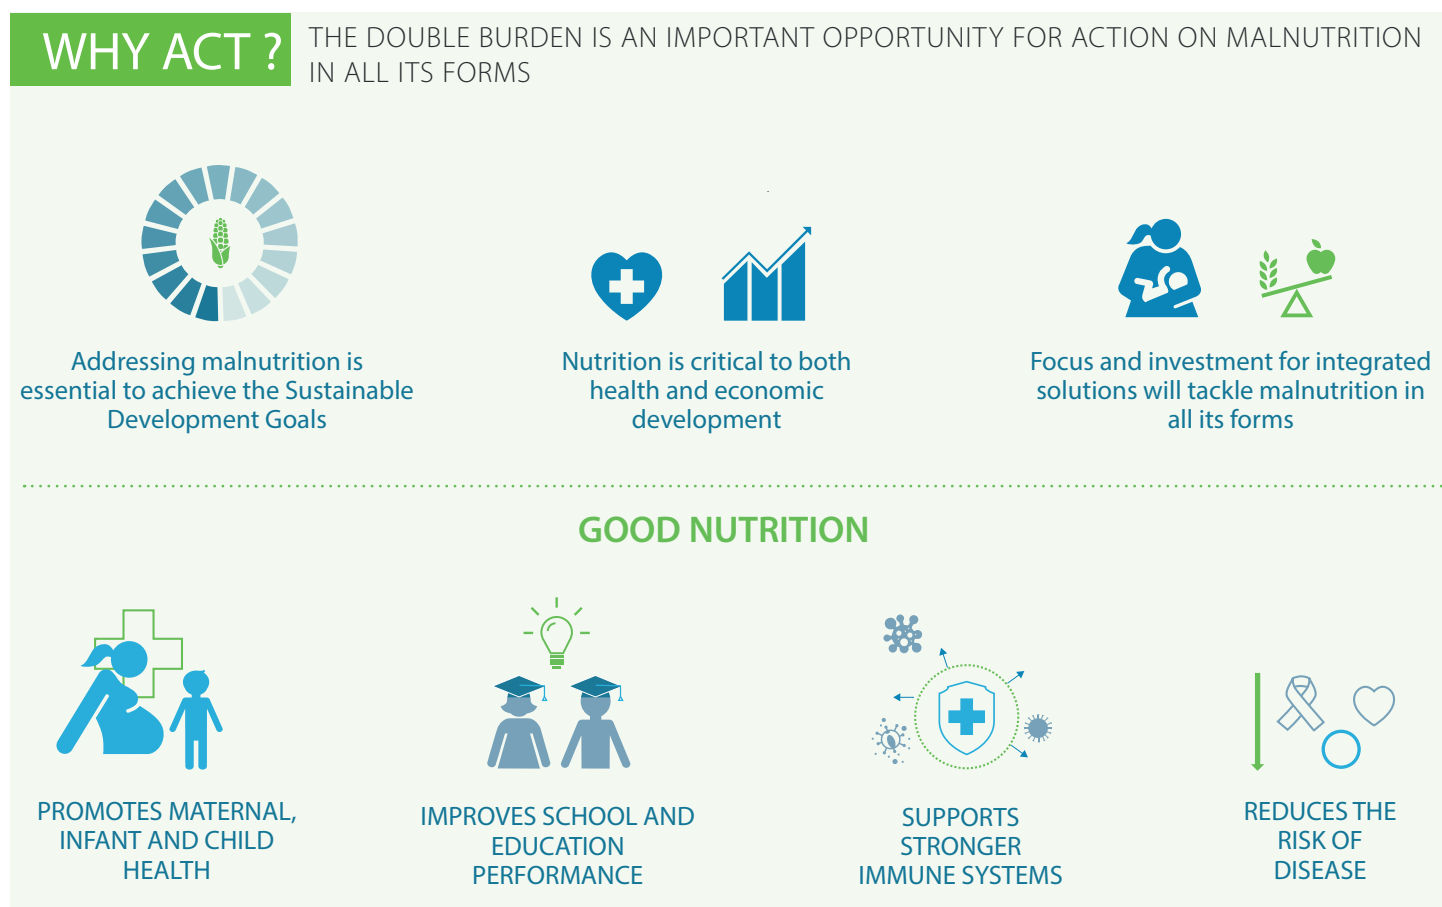 WHY ACT ?
THE DOUBLE BURDEN IS AN IMPORTANT OPPORTUNITY FOR ACTION ON MALNUTRITION
IN ALL ITS FORMS
Addressing malnutrition is
essential to achieve the Sustainable
Development Goals
Nutrition is critical to both
health and economic
development
Focus and investment for integrated
solutions will tackle malnutrition in
all its forms
GOOD NUTRITION
PROMOTES MATERNAL,
INFANT AND CHILD
HEALTH
IMPROVES SCHOOL AND
EDUCATION
PERFORMANCE
SUPPORTS
STRONGER
IMMUNE SYSTEMS
REDUCES THE
RISK OF
DISEASE